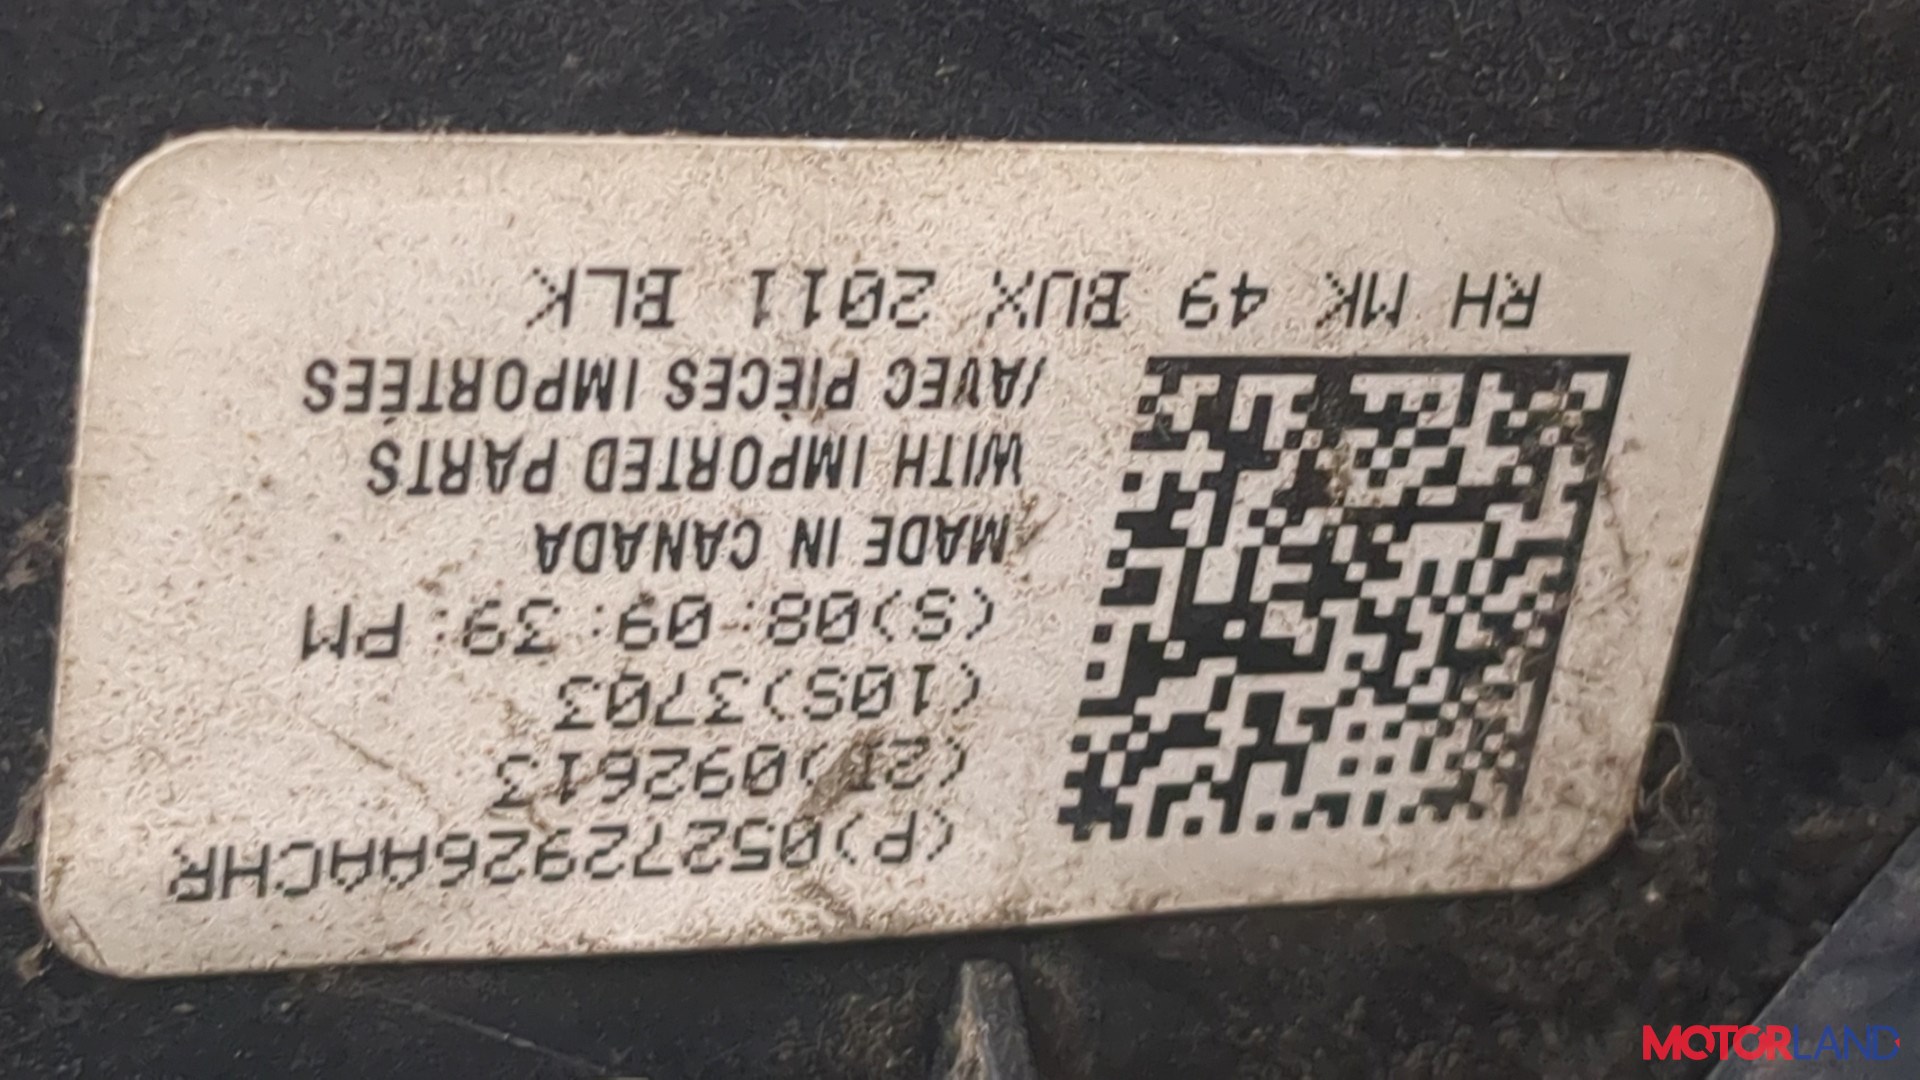 (P)05272926AACHR
(2I)092613
(10S)3703
(S)08:09:39:PM
MADE IN CANADA
WITH IMPORTED PARTS
/AVEC PIÈCES IMPORTÉES
RH MK 49 BUX 2011 BLK
MOTORLAND